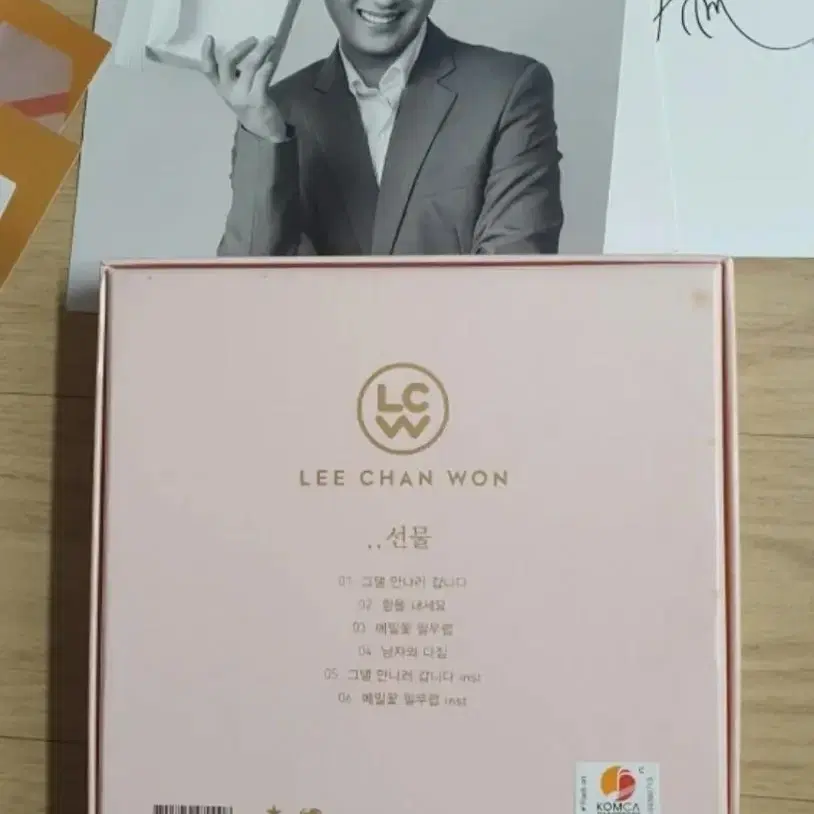 LCW
LEE CHAN WON
..선물
01 그댈 만나러 갑니다
02 힘을 내세요
03 메밀꽃 필무렵
04 남자의 다짐
05 그댈 만나러 갑니다 inst
06 메밀꽃 필무렵 inst
KOMCA